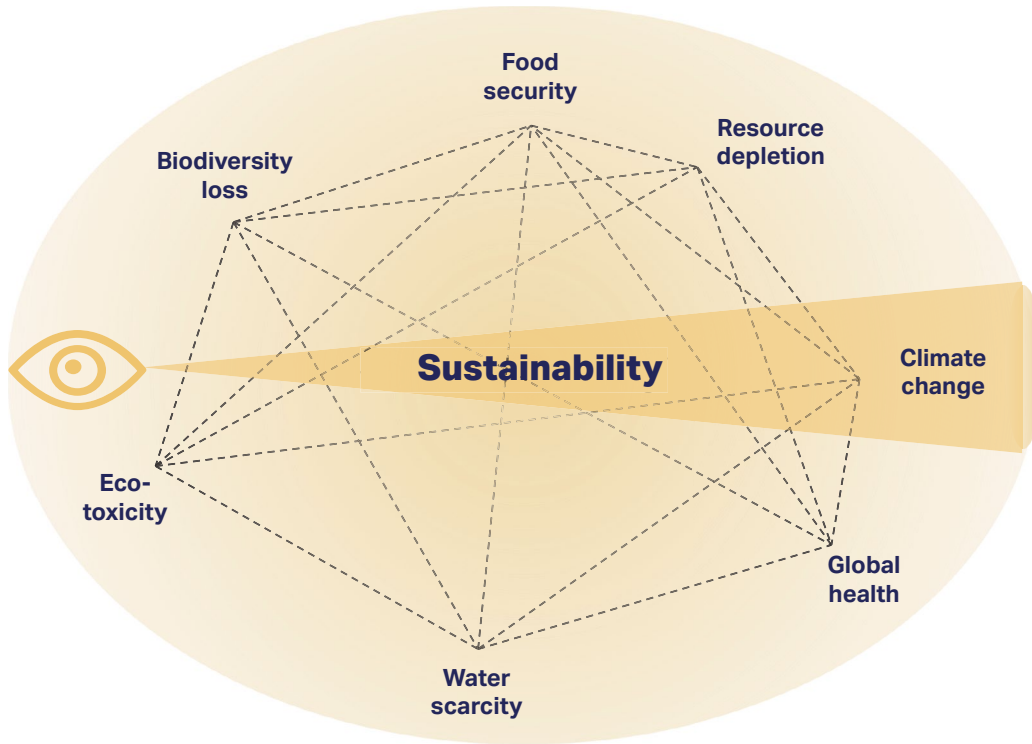 Food
security
Resource
depletion
Biodiversity
loss
Sustainability
Climate
change
Eco-
toxicity
Global
health
Water
scarcity